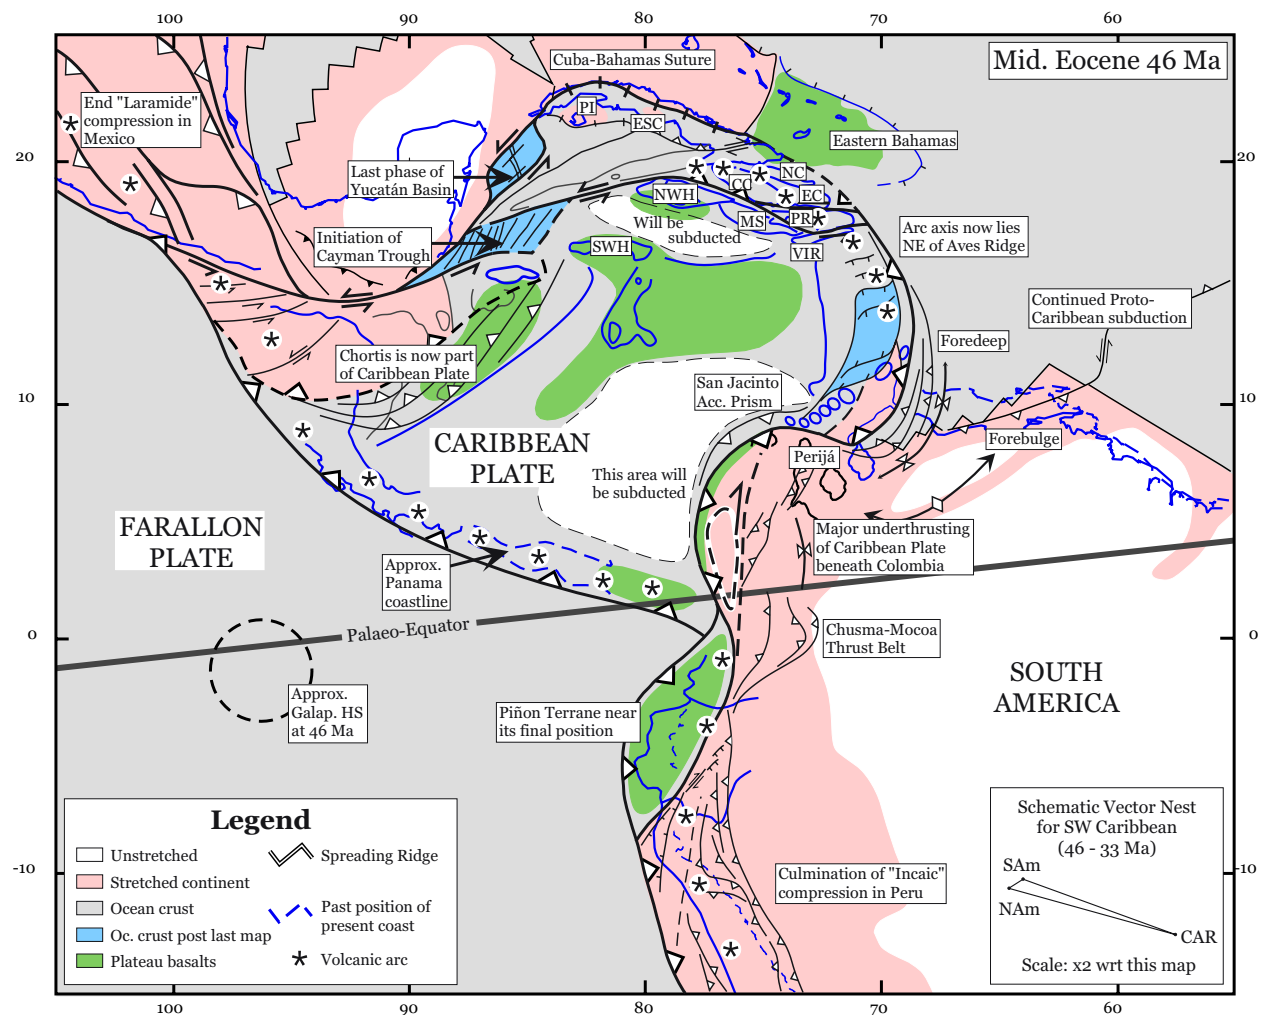 100
90
80
70
60
Mid. Eocene 46 Ma
Cuba-Bahamas Suture
End "Laramide"
compression in
Mexico
PI
ESC
Eastern Bahamas
20
20
Last phase of
Yucatán Basin
NC
CC
EC
NWH
MS
PR
Will be
subducted
Initiation of
Cayman Trough
SWH
VIR
Arc axis now lies
NE of Aves Ridge
Continued Proto-
Caribbean subduction
Foredeep
Chortis is now part
of Caribbean Plate
San Jacinto
Acc. Prism
10
10
CARIBBEAN
PLATE
Forebulge
Perijá
This area will
be subducted
FARALLON
PLATE
Major underthrusting
of Caribbean Plate
beneath Colombia
Approx.
Panama
coastline
Palaeo-Equator
0
0
Chusma-Mocoa
Thrust Belt
SOUTH
AMERICA
Approx.
Galap. HS
at 46 Ma
Piñon Terrane near
its final position
Legend
Unstretched
Stretched continent
Ocean crust
Oc. crust post last map
Plateau basalts
Spreading Ridge
Past position of
present coast
Volcanic arc
Culmination of "Incaic"
compression in Peru
Schematic Vector Nest
for SW Caribbean
(46 - 33 Ma)
SAm
NAm
CAR
Scale: x2 wrt this map
-10
-10
100
90
80
70
60